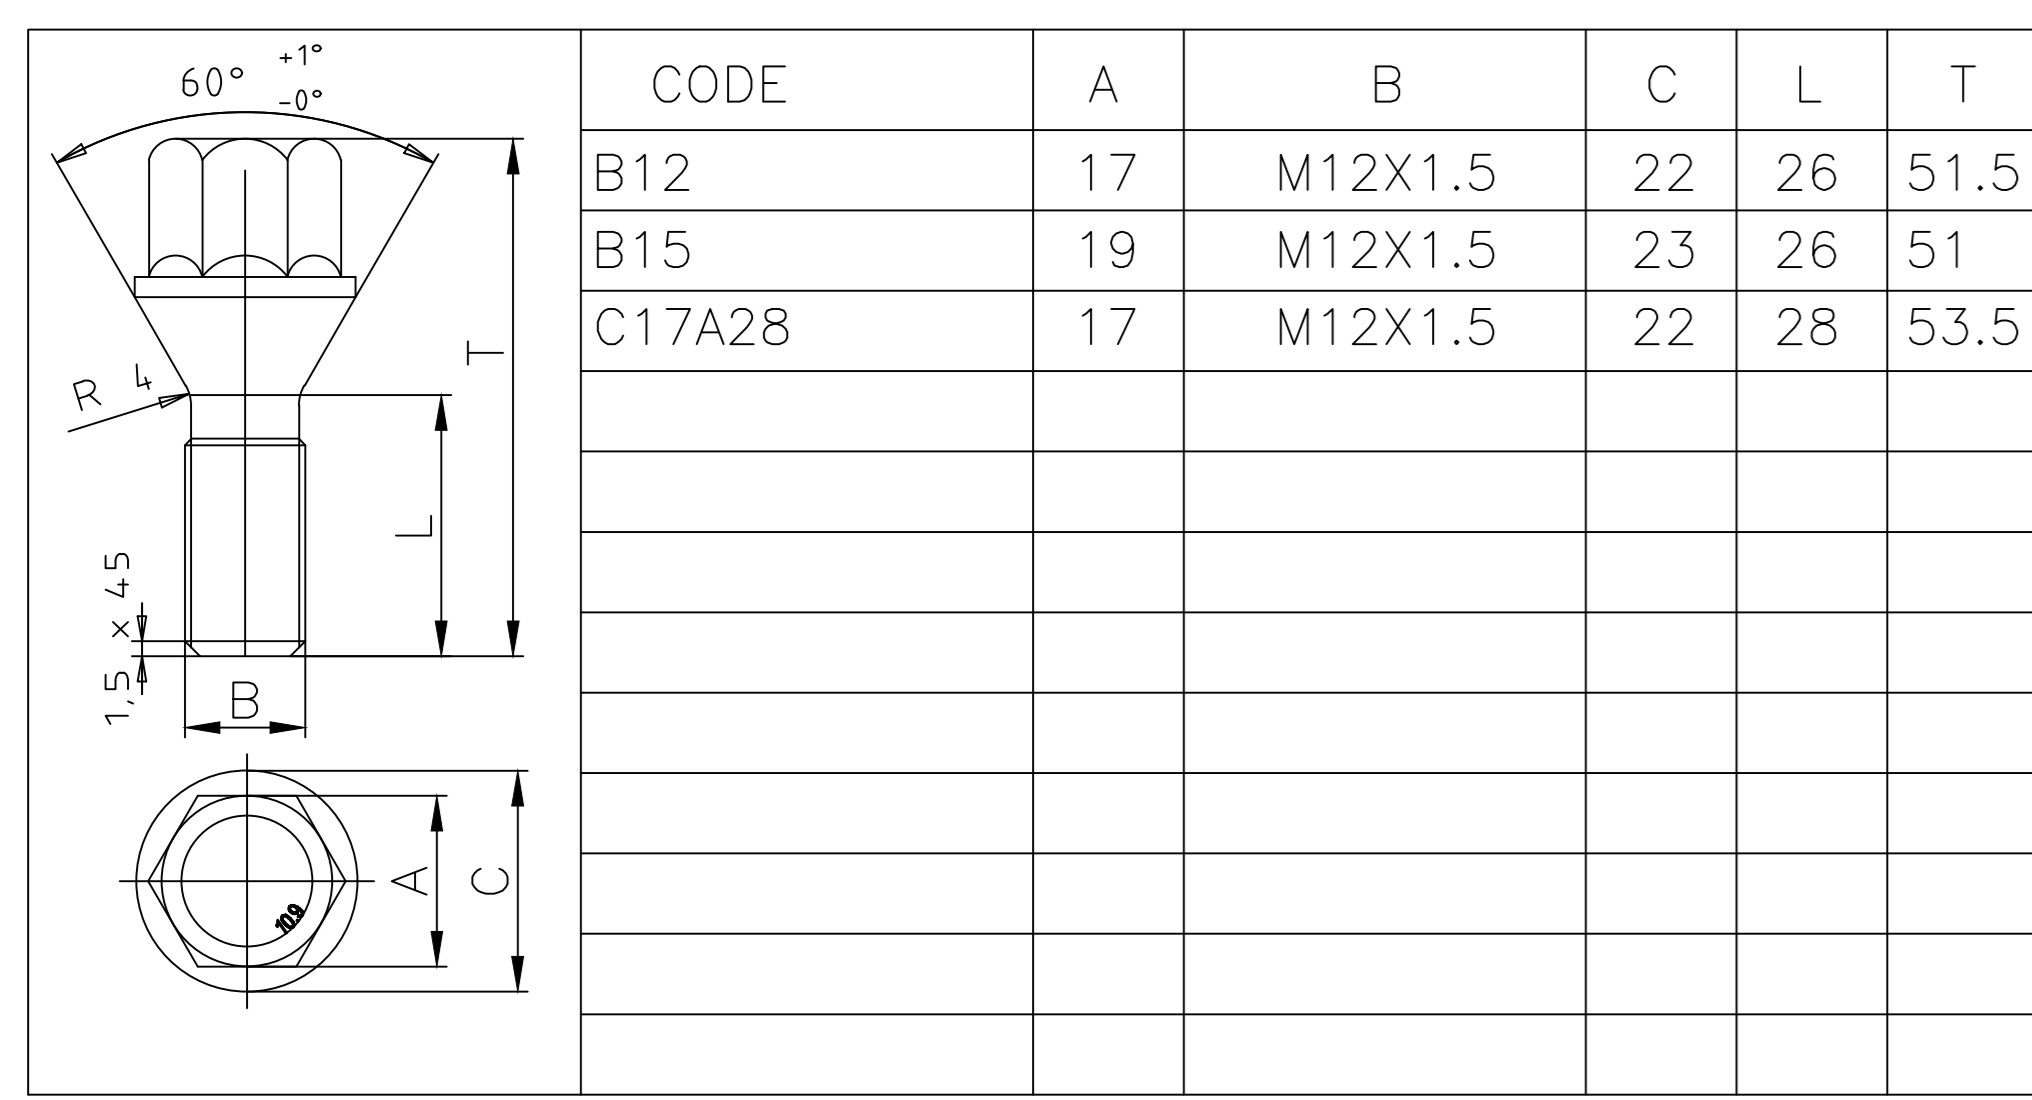 60° +1°
-0°
R 4
T
L
1,5 x 45
B
A
C
10.9
CODE A B C L T
B12 17 M12X1.5 22 26 51.5
B15 19 M12X1.5 23 26 51
C17A28 17 M12X1.5 22 28 53.5